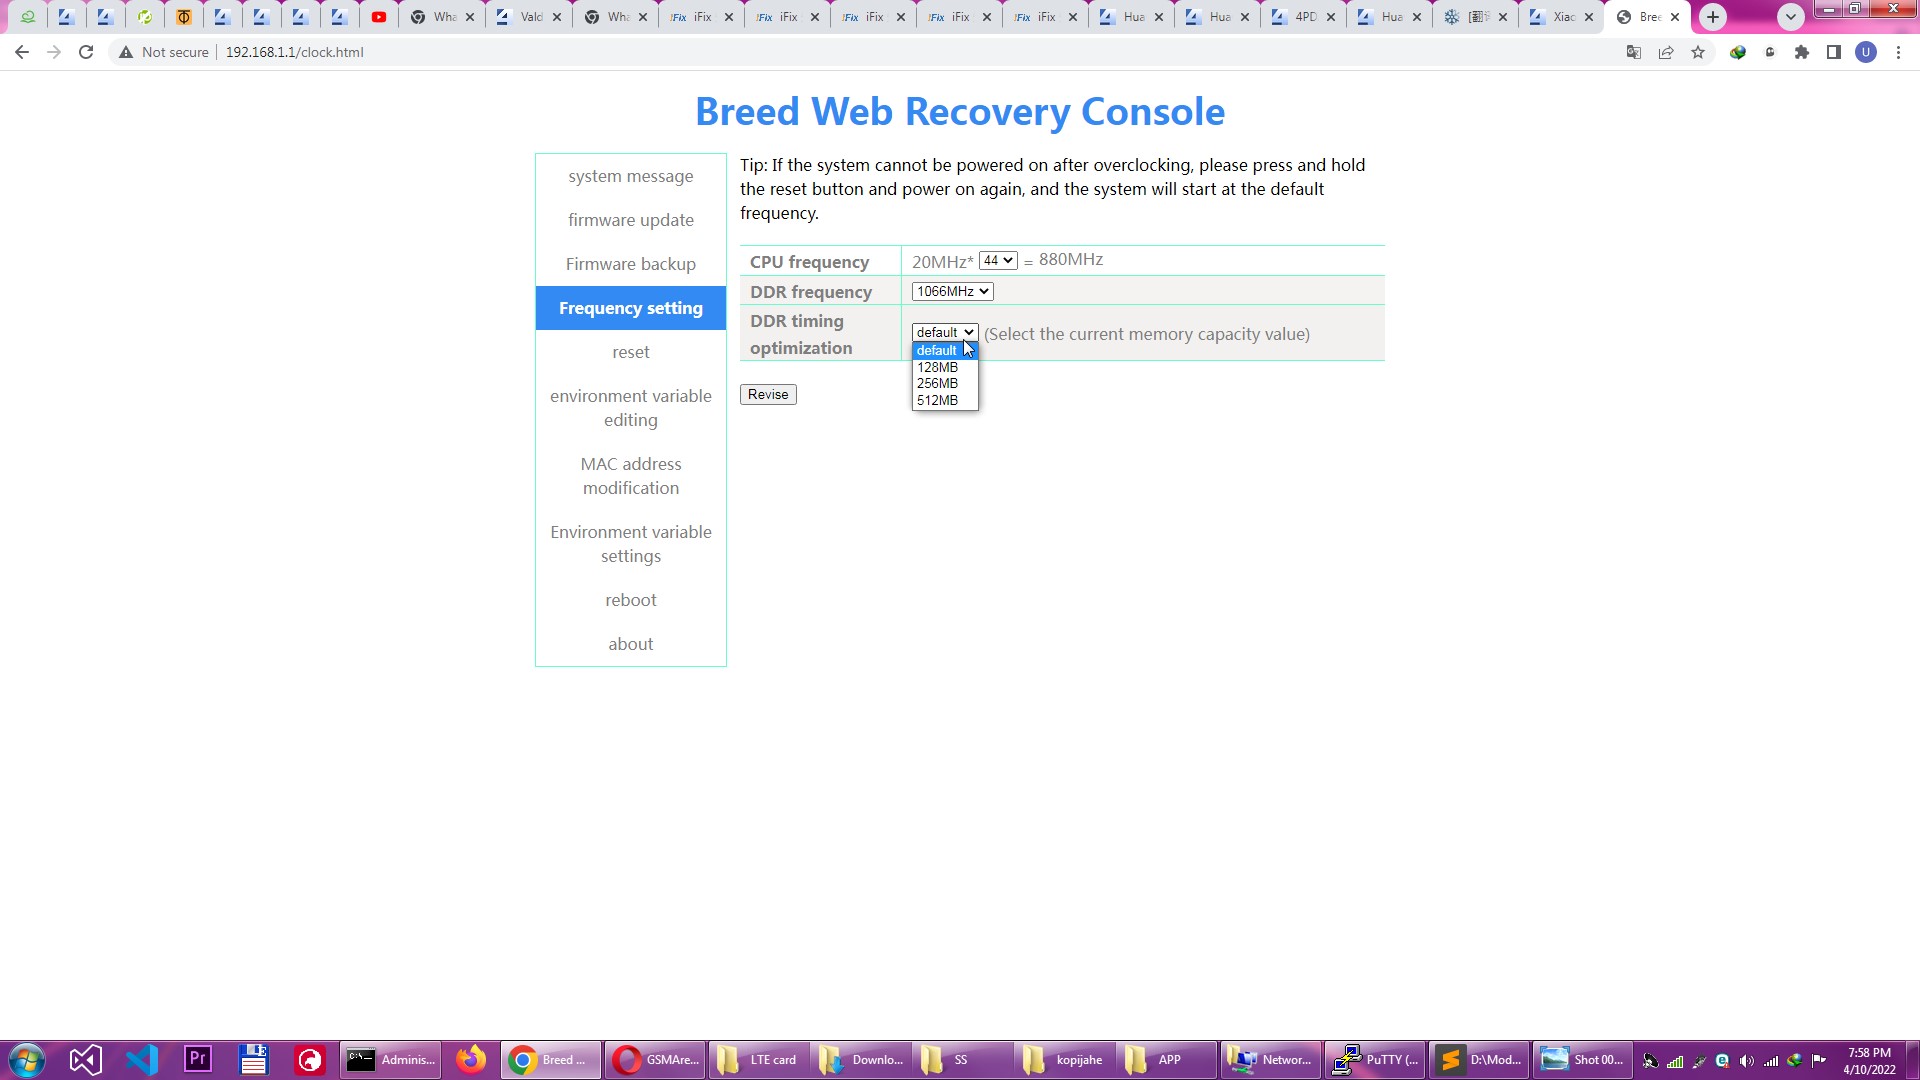 Wha
Vald
Wha
iFix iFix
iFix iFix
iFix iFix
iFix iFix
iFix iFix
Hua
Hua
4PD
Hua
Xiao
Bree
U
Not secure
192.168.1.1/clock.html
Breed Web Recovery Console
system message
firmware update
Firmware backup
Frequency setting
reset
environment variable
editing
MAC address
modification
Environment variable
settings
reboot
about
Tip: If the system cannot be powered on after overclocking, please press and hold
the reset button and power on again, and the system will start at the default
frequency.
CPU frequency 20MHz* 44 = 880MHz
DDR frequency 1066MHz
DDR timing
optimization
default (Select the current memory capacity value)
default
128MB
256MB
512MB
Revise
Pr
C:\
Adminis...
Breed ...
GSMAre...
LTE card
Downlo...
SS
kopijahe
APP
Networ...
PuTTY (...
D:\Mod...
Shot 00...
7:58 PM
4/10/2022